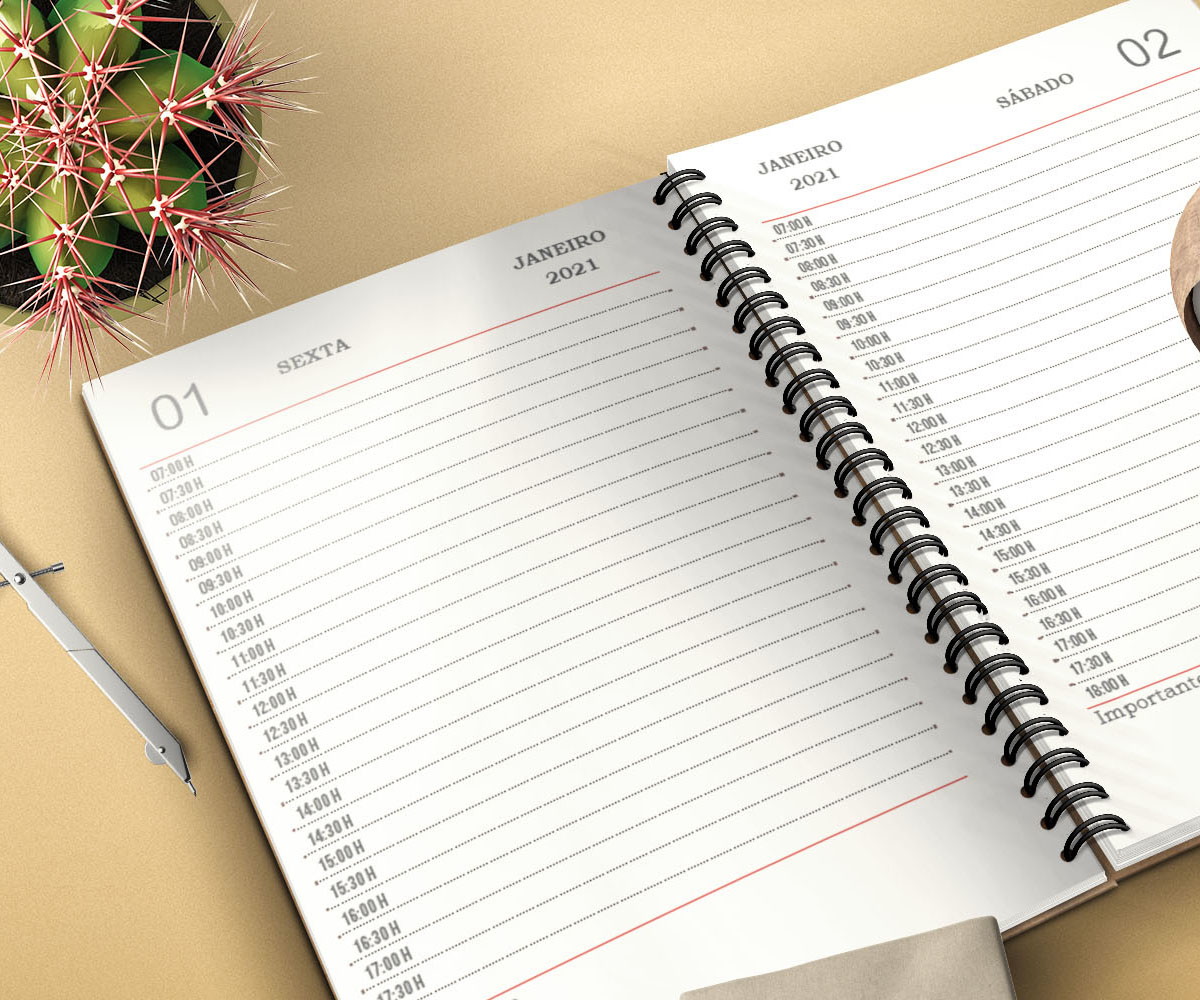 01
SEXTA
JANEIRO
2021
07:00 H
07:30 H
08:00 H
08:30 H
09:00 H
09:30 H
10:00 H
10:30 H
11:00 H
11:30 H
12:00 H
12:30 H
13:00 H
13:30 H
14:00 H
14:30 H
15:00 H
15:30 H
16:00 H
16:30 H
17:00 H
17:30 H
JANEIRO
2021
SÁBADO
02
07:00 H
07:30 H
08:00 H
08:30 H
09:00 H
09:30 H
10:00 H
10:30 H
11:00 H
11:30 H
12:00 H
12:30 H
13:00 H
13:30 H
14:00 H
14:30 H
15:00 H
15:30 H
16:00 H
16:30 H
17:00 H
17:30 H
18:00 H
Importante